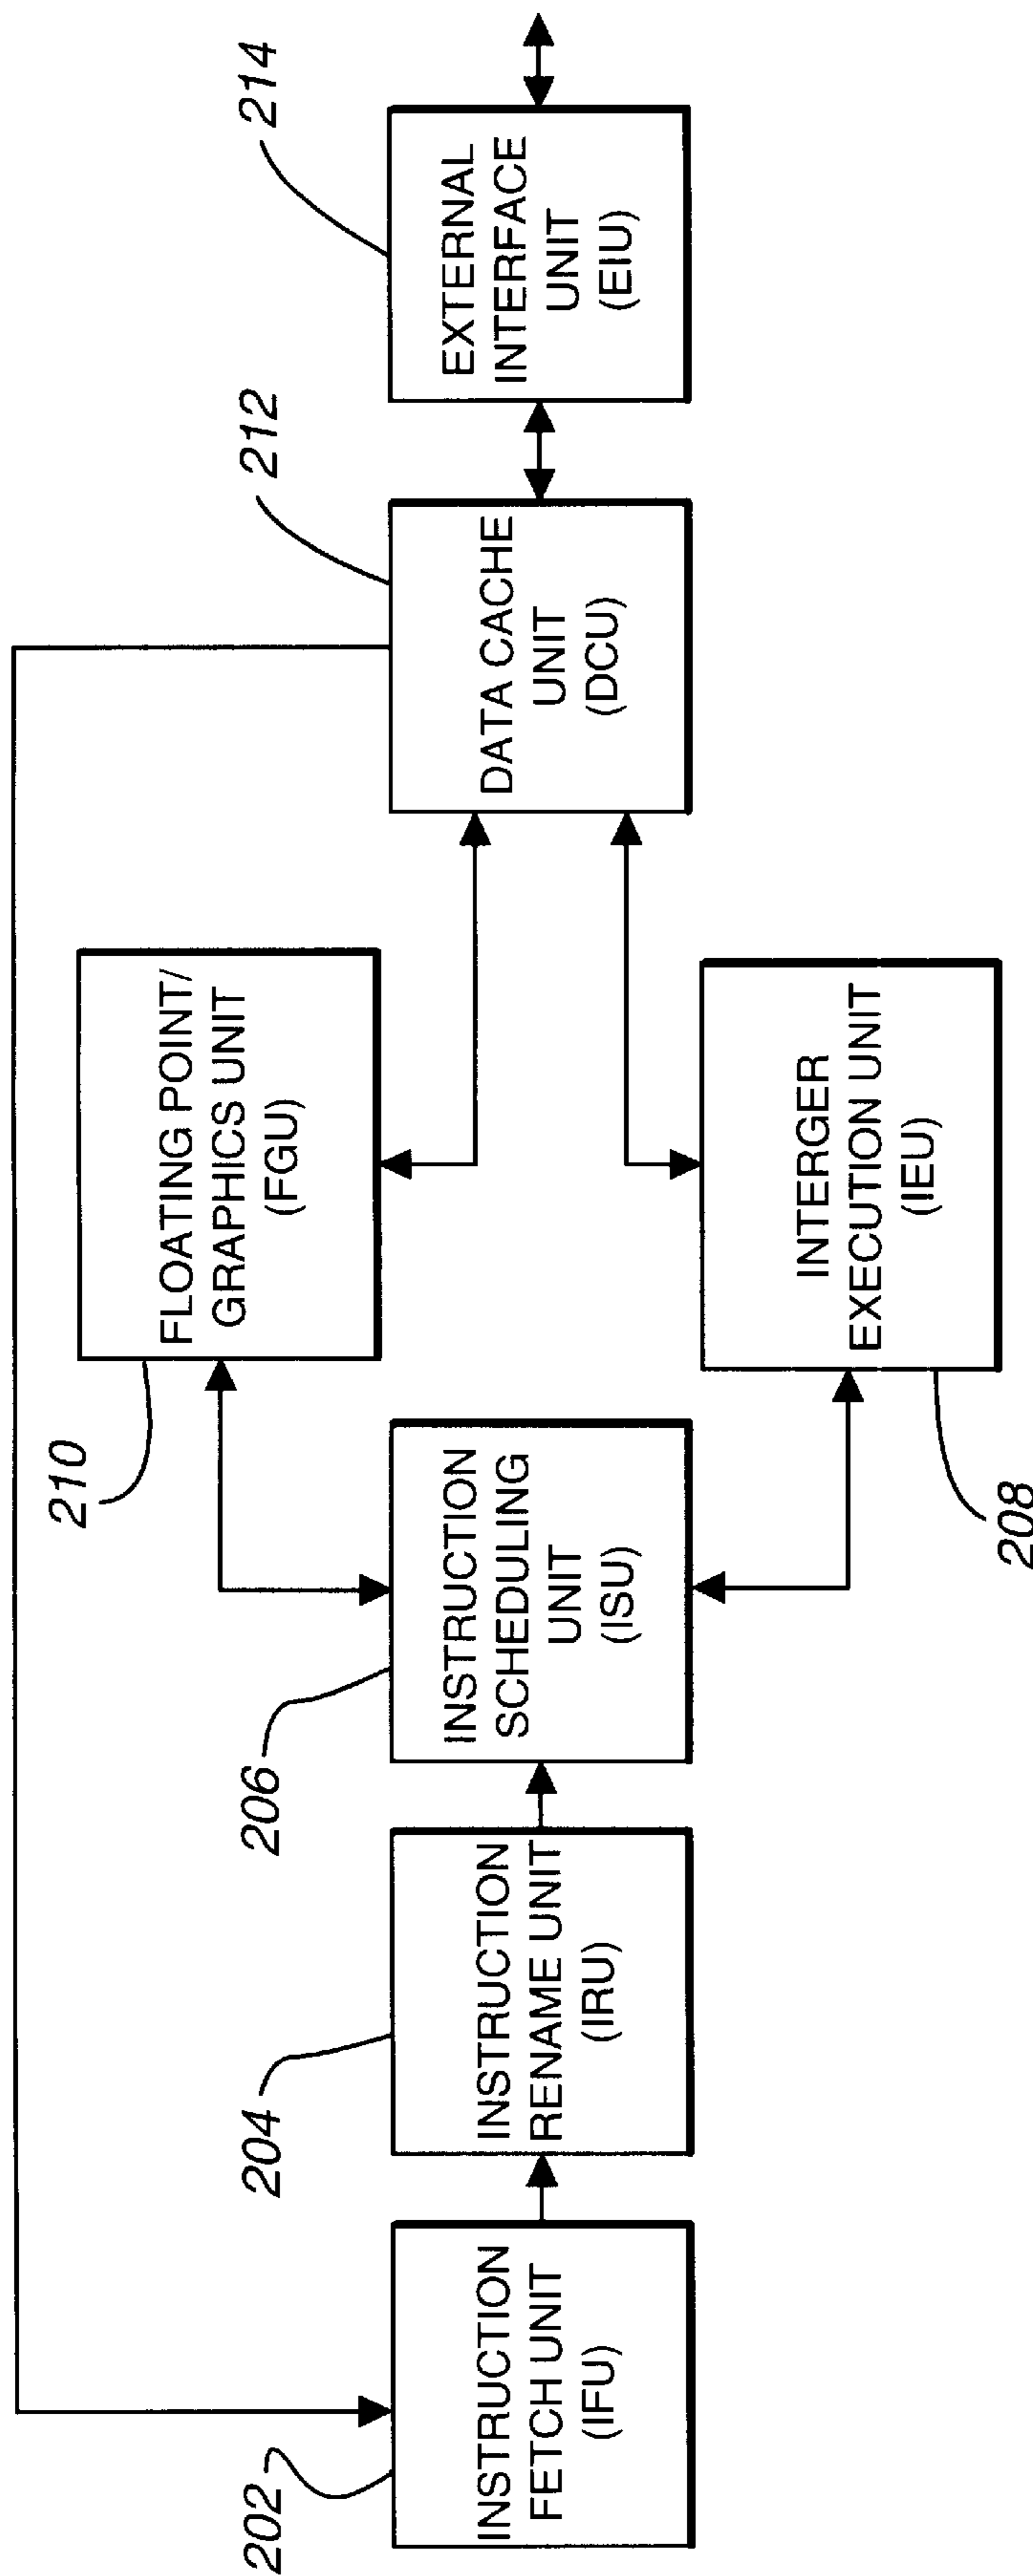 202
INSTRUCTION
FETCH UNIT
(IFU)
204
INSTRUCTION
RENAME UNIT
(IRU)
206
INSTRUCTION
SCHEDULING
UNIT
(ISU)
210
FLOATING POINT/
GRAPHICS UNIT
(FGU)
208
INTERGER
EXECUTION UNIT
(IEU)
212
DATA CACHE
UNIT
(DCU)
214
EXTERNAL
INTERFACE
UNIT
(EIU)